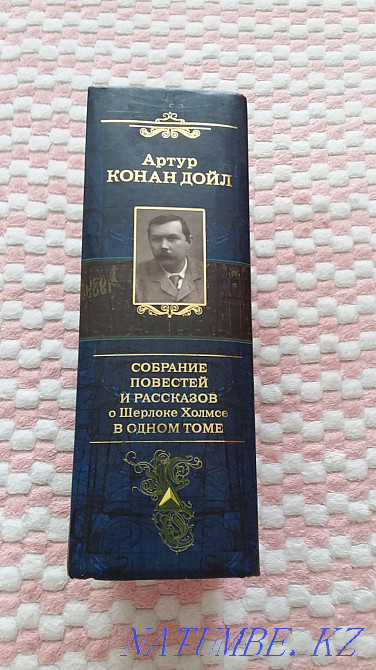 Артур
КОНАН ДОЙЛ
СОБРАНИЕ
ПОВЕСТЕЙ
И РАССКАЗОВ
о Шерлоке Холмсе
В ОДНОМ ТОМЕ
NATUMBE.KZ